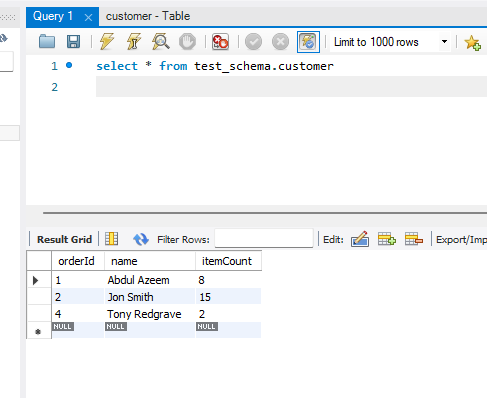 Query 1 customer - Table
Limit to 1000 rows
1 select * from test_schema.customer
2
Result Grid Filter Rows: Edit: Export/Imp
orderId name itemCount
1 Abdul Azeem 8
2 Jon Smith 15
4 Tony Redgrave 2
NULL NULL NULL